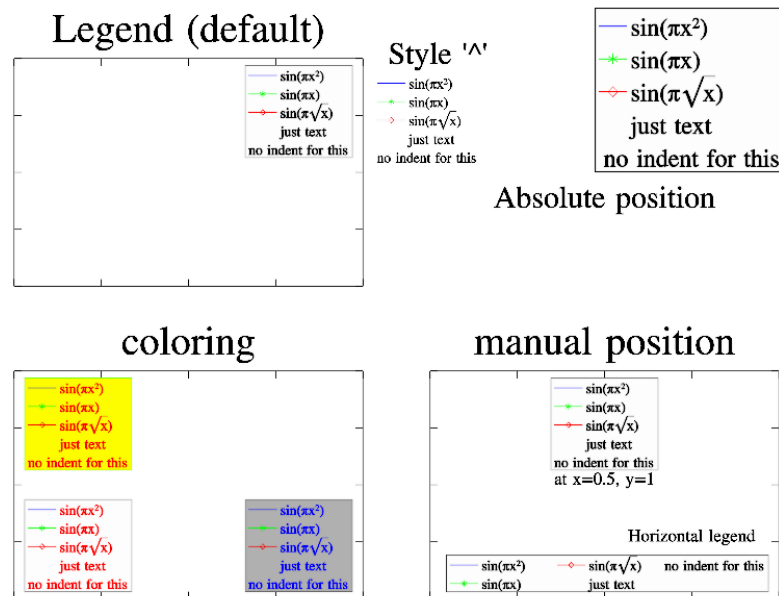 Legend (default)
sin(πx²)
sin(πx)
sin(π√x)
just text
no indent for this
Style '^'
sin(πx²)
sin(πx)
sin(π√x)
just text
no indent for this
sin(πx²)
sin(πx)
sin(π√x)
just text
no indent for this
Absolute position
coloring
sin(πx²)
sin(πx)
sin(π√x)
just text
no indent for this
sin(πx²)
sin(πx)
sin(π√x)
just text
no indent for this
sin(πx²)
sin(πx)
sin(π√x)
just text
no indent for this
manual position
sin(πx²)
sin(πx)
sin(π√x)
just text
no indent for this
at x=0.5, y=1
Horizontal legend
sin(πx²) sin(π√x) no indent for this
sin(πx) just text